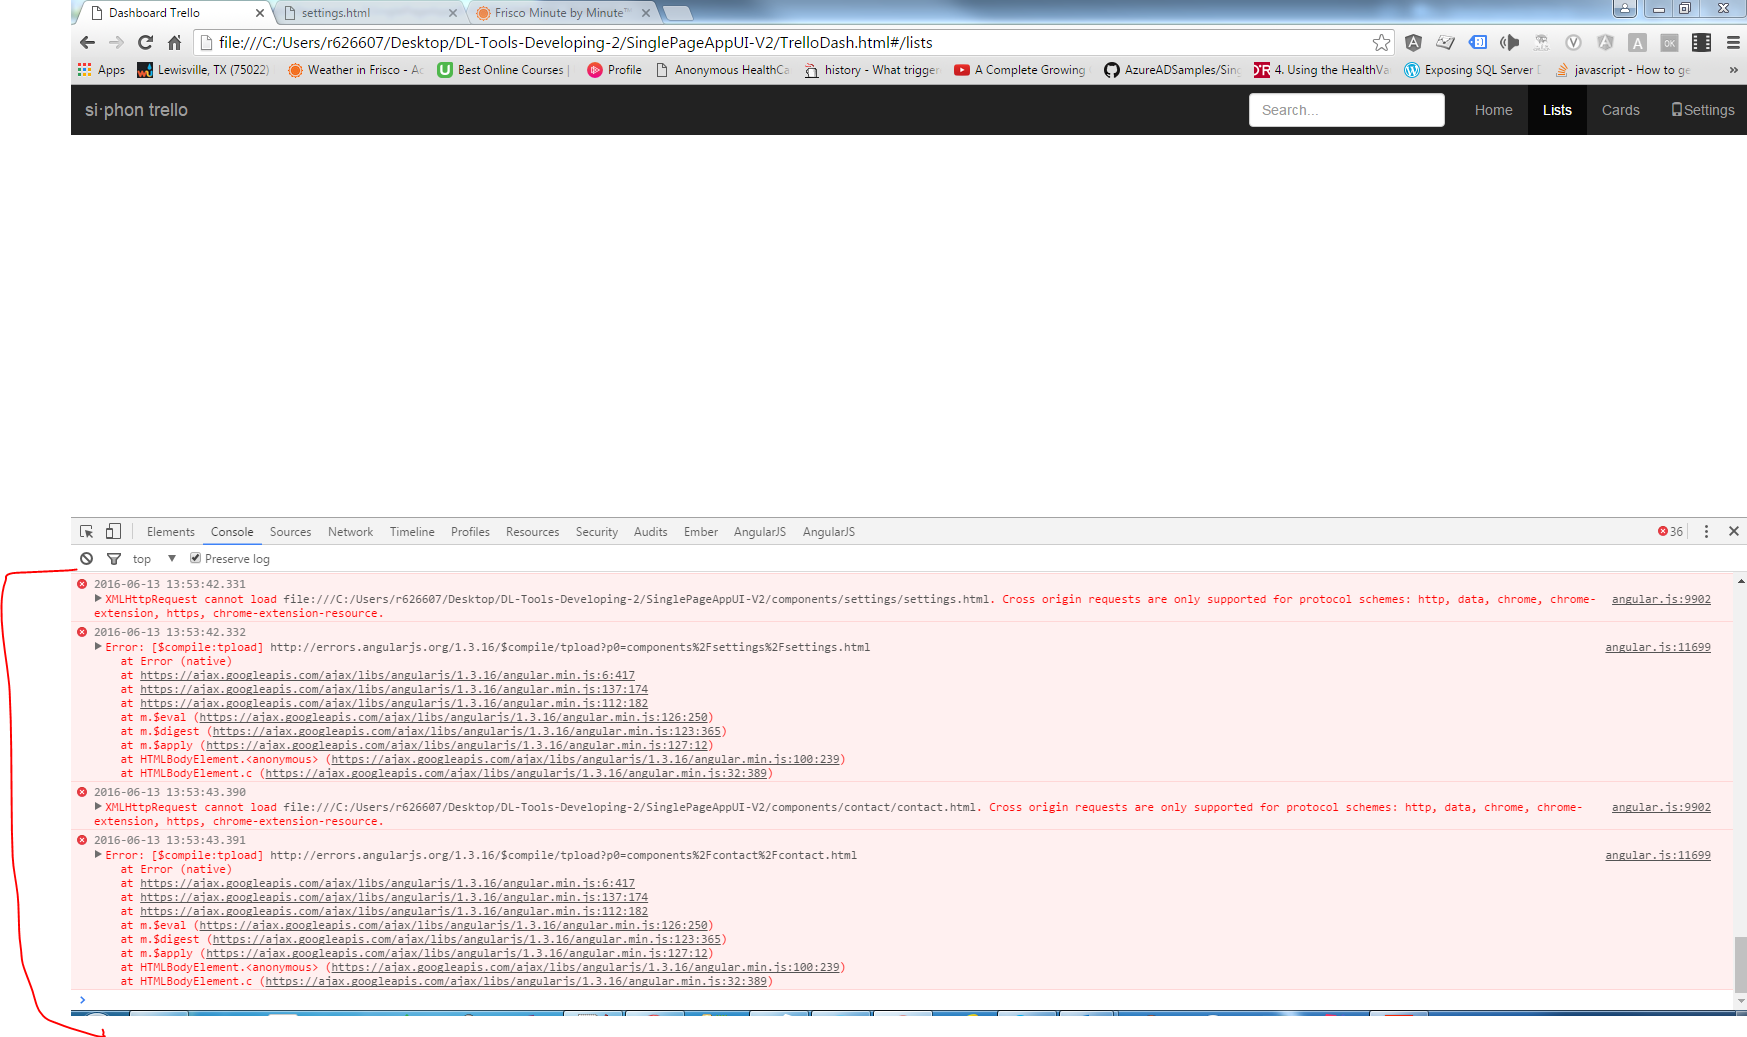 Dashboard Trello
settings.html
Frisco Minute by Minute
file:///C:/Users/r626607/Desktop/DL-Tools-Developing-2/SinglePageAppUI-V2/TrelloDash.html#/lists
Apps
Lewisville, TX (75022)
Weather in Frisco - Ac
Best Online Courses |
Profile
Anonymous HealthCa
history - What trigger
A Complete Growing
AzureADSamples/Sing
4. Using the HealthVa
Exposing SQL Server D
javascript - How to ge
»
si·phon trello
Search...
Home
Lists
Cards
Settings
Elements Console Sources Network Timeline Profiles Resources Security Audits Ember AngularJS AngularJS
36
top
Preserve log
2016-06-13 13:53:42.331
XMLHttpRequest cannot load file:///C:/Users/r626607/Desktop/DL-Tools-Developing-2/SinglePageAppUI-V2/components/settings/settings.html. Cross origin requests are only supported for protocol schemes: http, data, chrome, chrome- angular.js:9902
extension, https, chrome-extension-resource.
2016-06-13 13:53:42.332
Error: [$compile:tpload] http://errors.angularjs.org/1.3.16/$compile/tpload?p0=components%2Fsettings%2Fsettings.html angular.js:11699
at Error (native)
at https://ajax.googleapis.com/ajax/libs/angularjs/1.3.16/angular.min.js:6:417
at https://ajax.googleapis.com/ajax/libs/angularjs/1.3.16/angular.min.js:137:174
at https://ajax.googleapis.com/ajax/libs/angularjs/1.3.16/angular.min.js:112:182
at m.$eval (https://ajax.googleapis.com/ajax/libs/angularjs/1.3.16/angular.min.js:126:250)
at m.$digest (https://ajax.googleapis.com/ajax/libs/angularjs/1.3.16/angular.min.js:123:365)
at m.$apply (https://ajax.googleapis.com/ajax/libs/angularjs/1.3.16/angular.min.js:127:12)
at HTMLBodyElement.<anonymous> (https://ajax.googleapis.com/ajax/libs/angularjs/1.3.16/angular.min.js:100:239)
at HTMLBodyElement.c (https://ajax.googleapis.com/ajax/libs/angularjs/1.3.16/angular.min.js:32:389)
2016-06-13 13:53:43.390
XMLHttpRequest cannot load file:///C:/Users/r626607/Desktop/DL-Tools-Developing-2/SinglePageAppUI-V2/components/contact/contact.html. Cross origin requests are only supported for protocol schemes: http, data, chrome, chrome- angular.js:9902
extension, https, chrome-extension-resource.
2016-06-13 13:53:43.391
Error: [$compile:tpload] http://errors.angularjs.org/1.3.16/$compile/tpload?p0=components%2Fcontact%2Fcontact.html angular.js:11699
at Error (native)
at https://ajax.googleapis.com/ajax/libs/angularjs/1.3.16/angular.min.js:6:417
at https://ajax.googleapis.com/ajax/libs/angularjs/1.3.16/angular.min.js:137:174
at https://ajax.googleapis.com/ajax/libs/angularjs/1.3.16/angular.min.js:112:182
at m.$eval (https://ajax.googleapis.com/ajax/libs/angularjs/1.3.16/angular.min.js:126:250)
at m.$digest (https://ajax.googleapis.com/ajax/libs/angularjs/1.3.16/angular.min.js:123:365)
at m.$apply (https://ajax.googleapis.com/ajax/libs/angularjs/1.3.16/angular.min.js:127:12)
at HTMLBodyElement.<anonymous> (https://ajax.googleapis.com/ajax/libs/angularjs/1.3.16/angular.min.js:100:239)
at HTMLBodyElement.c (https://ajax.googleapis.com/ajax/libs/angularjs/1.3.16/angular.min.js:32:389)